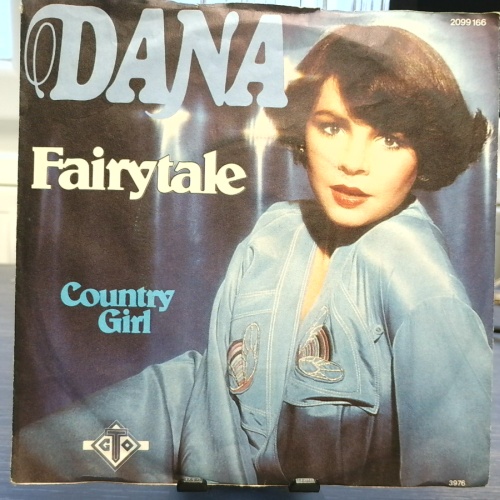 DANA
2099 166
Fairytale
Country
Girl
GTO
3976